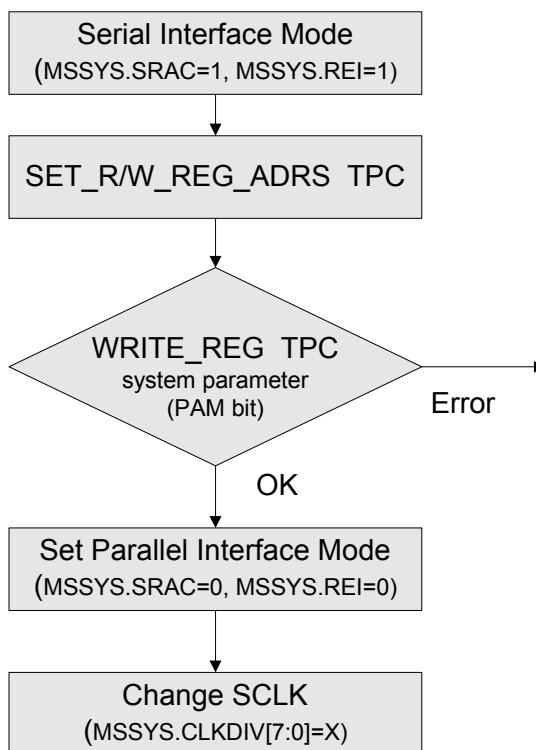 Serial Interface Mode
(MSSYS.SRAC=1, MSSYS.REI=1)
SET_R/W_REG_ADRS TPC
WRITE_REG TPC
system parameter
(PAM bit)
Error
OK
Set Parallel Interface Mode
(MSSYS.SRAC=0, MSSYS.REI=0)
Change SCLK
(MSSYS.CLKDIV[7:0]=X)